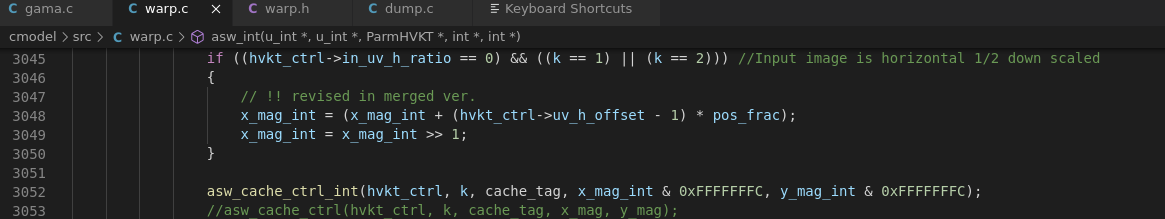 gama.c warp.c warp.h dump.c Keyboard Shortcuts
cmodel > src > warp.c > asw_int(u_int *, u_int *, ParmHVKT *, int *, int *)
3045 if ((hvkt_ctrl->in_uv_h_ratio == 0) && ((k == 1) || (k == 2))) //Input image is horizontal 1/2 down scaled
3046 {
3047 // !! revised in merged ver.
3048 x_mag_int = (x_mag_int + (hvkt_ctrl->uv_h_offset - 1) * pos_frac);
3049 x_mag_int = x_mag_int >> 1;
3050 }
3051
3052 asw_cache_ctrl_int(hvkt_ctrl, k, cache_tag, x_mag_int & 0xFFFFFFFC, y_mag_int & 0xFFFFFFFC);
3053 //asw_cache_ctrl(hvkt_ctrl, k, cache_tag, x_mag, y_mag);